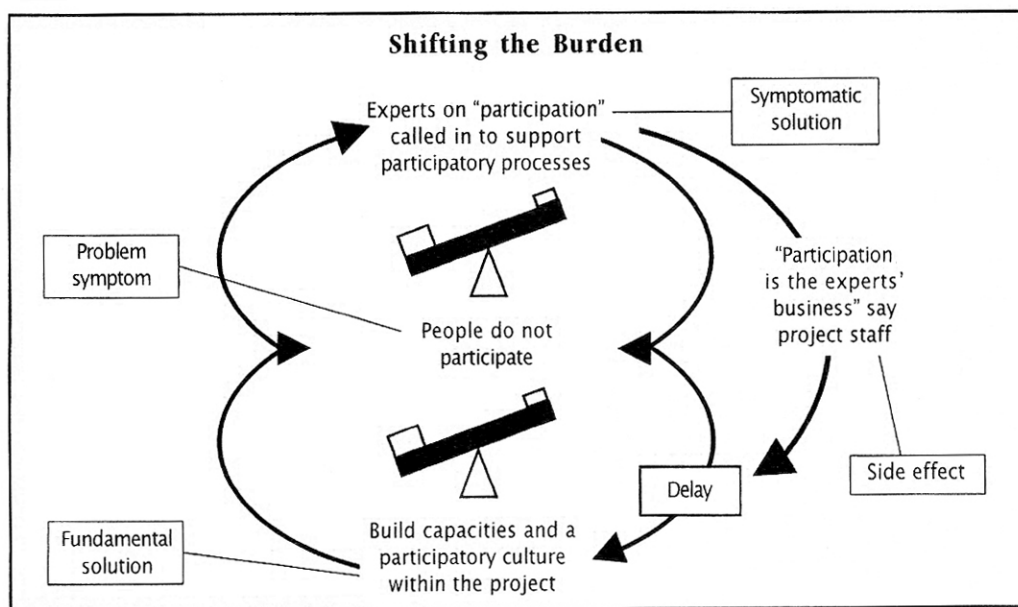 Shifting the Burden
Experts on “participation”
called in to support
participatory processes
Symptomatic
solution
Problem
symptom
“Participation
is the experts’
business” say
project staff
People do not
participate
Side effect
Delay
Fundamental
solution
Build capacities and a
participatory culture
within the project